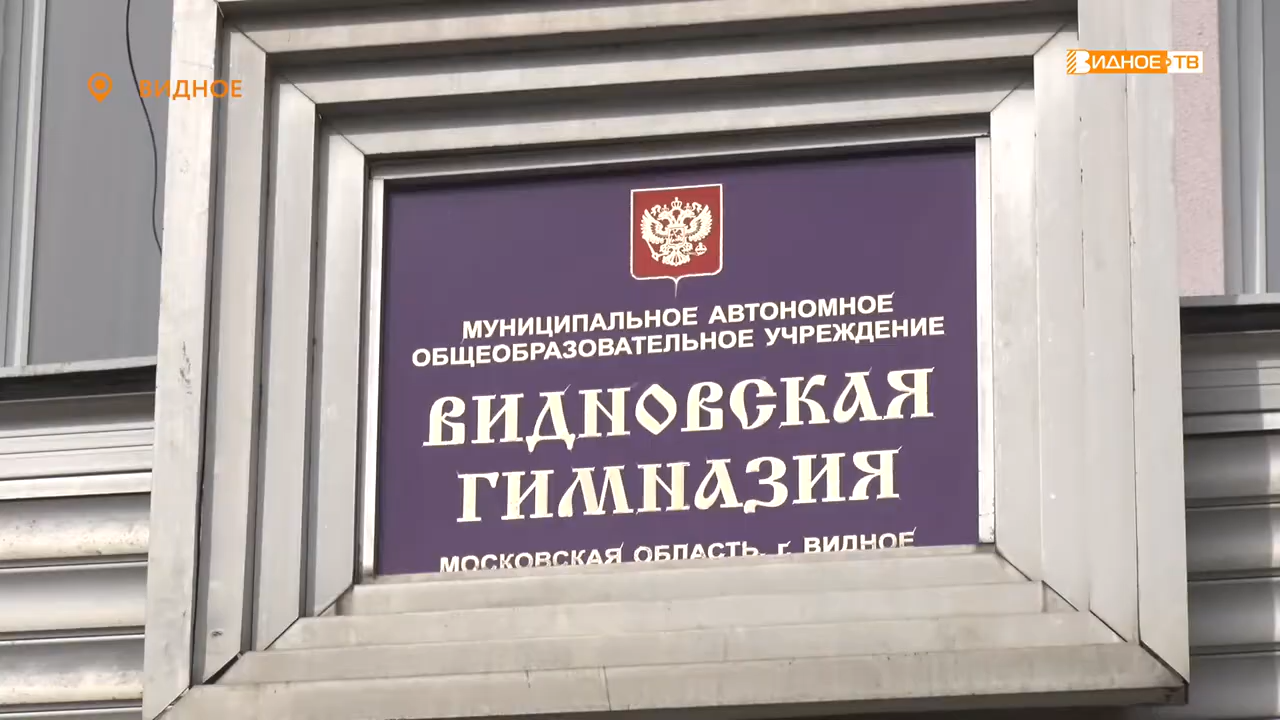 ВИДНОЕ
ВИДНОЕ ТВ
МУНИЦИПАЛЬНОЕ АВТОНОМНОЕ
ОБЩЕОБРАЗОВАТЕЛЬНОЕ УЧРЕЖДЕНИЕ
ВИДНОВСКАЯ
ГИМНАЗИЯ
МОСКОВСКАЯ ОБЛАСТЬ, г. ВИДНОЕ